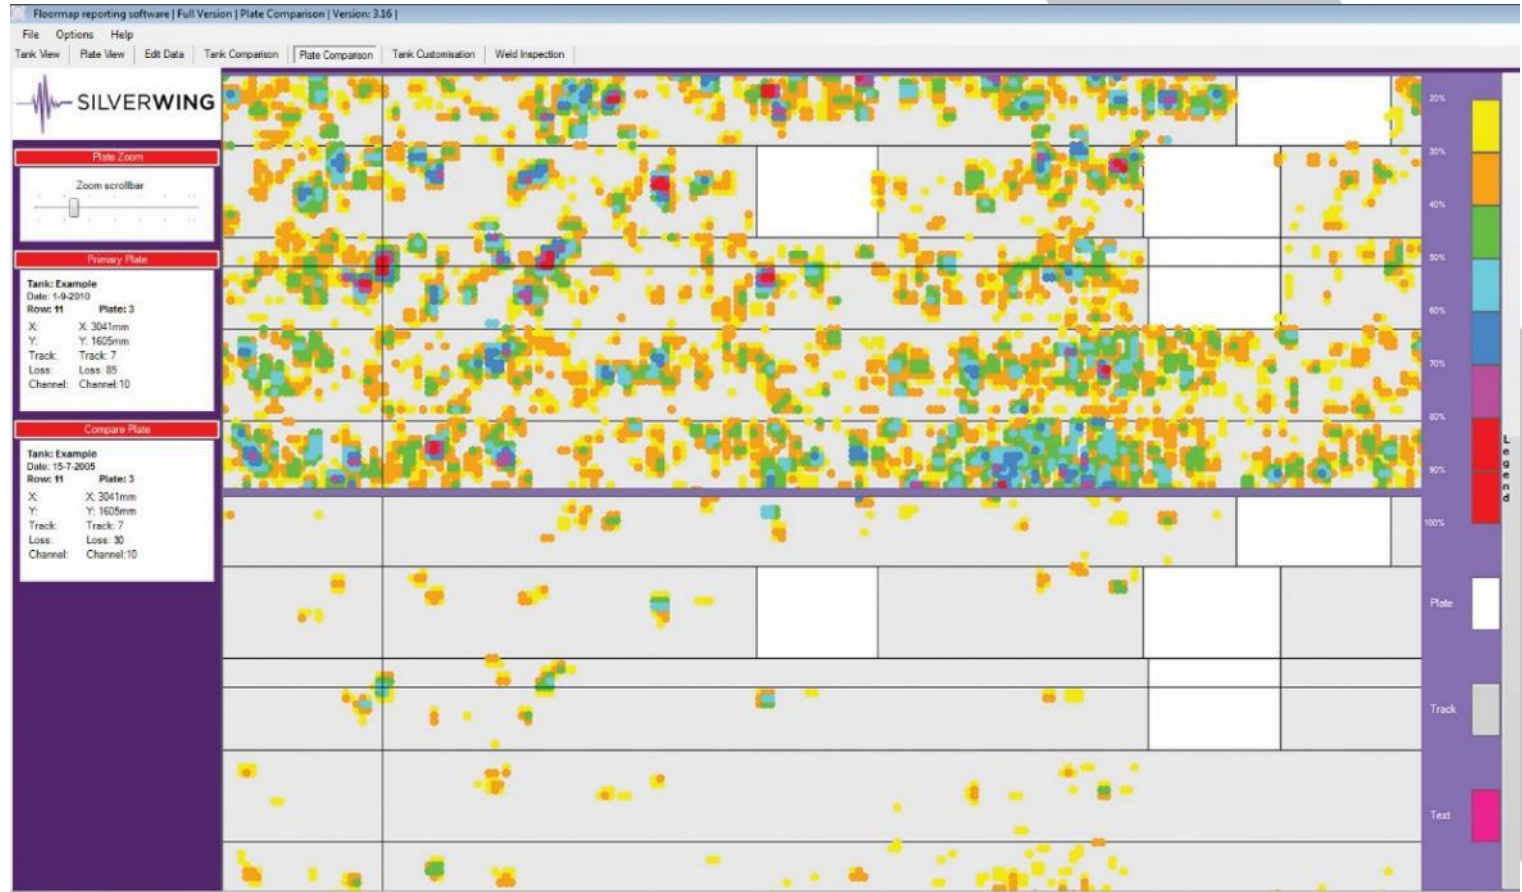 Floormap reporting software | Full Version | Plate Comparison | Version: 3.16 |
File Options Help
Tank View Plate View Edit Data Tank Comparison Plate Comparison Tank Customisation Weld Inspection
SILVERWING
Plate Zoom
Zoom scrollbar
Primary Plate
Tank: Example
Date: 1-9-2010
Row: 11 Plate: 3
X: X: 3041mm
Y: Y: 1605mm
Track: Track: 7
Loss: Loss: 85
Channel: Channel:10
Compare Plate
Tank: Example
Date: 15-7-2005
Row: 11 Plate: 3
X: X: 3041mm
Y: Y: 1605mm
Track: Track: 7
Loss: Loss: 30
Channel: Channel:10
20%
30%
40%
50%
60%
70%
80%
90%
100%
Plate
Track
Text
Legend